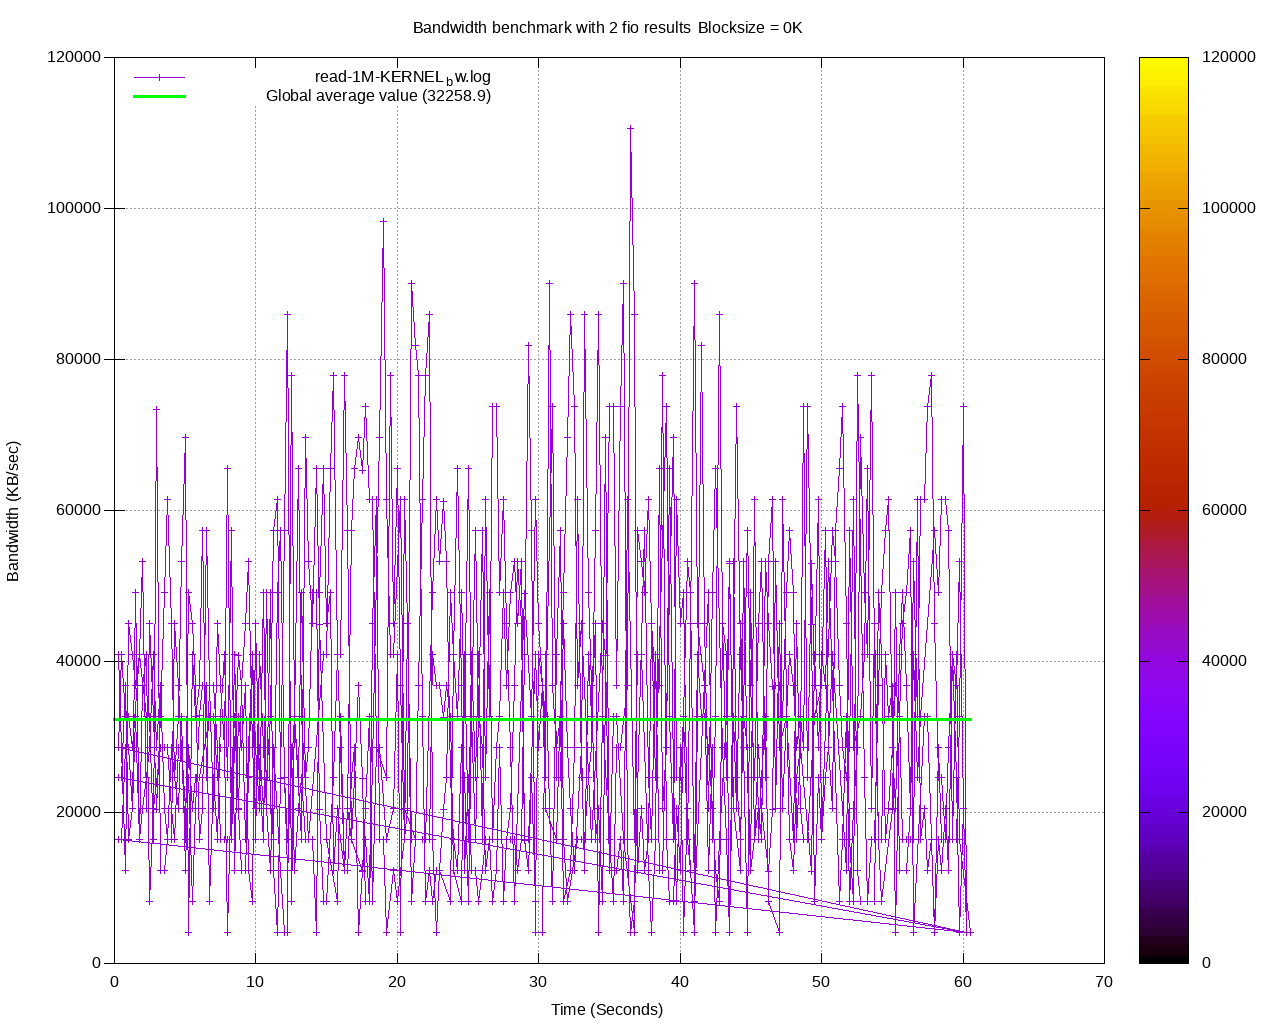 Bandwidth benchmark with 2 fio results Blocksize = 0K
read-1M-KERNEL_bw.log
Global average value (32258.9)
Bandwidth (KB/sec)
120000
100000
80000
60000
40000
20000
0
0 10 20 30 40 50 60 70
Time (Seconds)
120000
100000
80000
60000
40000
20000
0